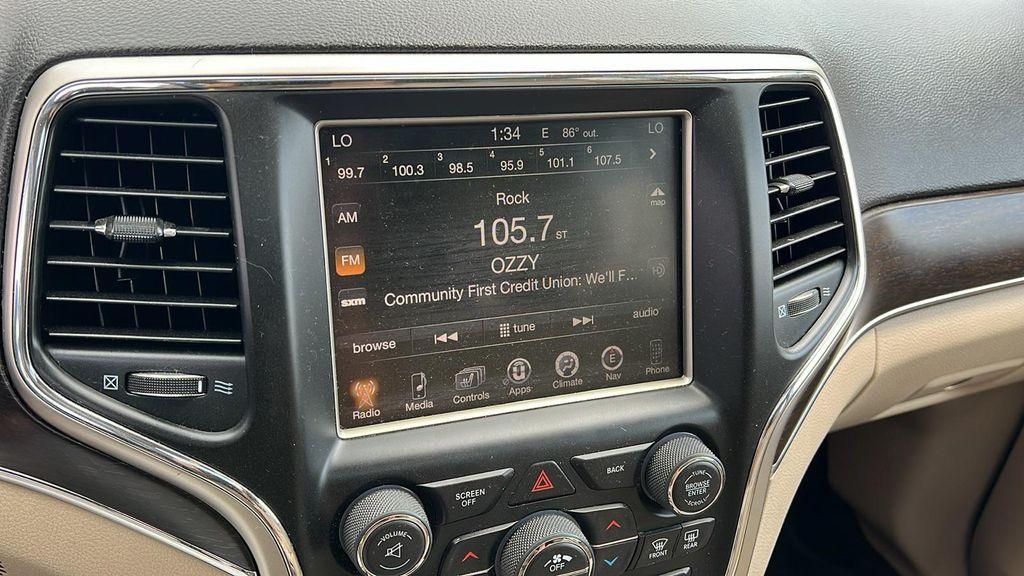 LO 1:34 E 86° out. LO
1 99.7 2 100.3 3 98.5 4 95.9 5 101.1 6 107.5
Rock
map
AM
105.7 ST
FM
OZZY
HD
sxm
Community First Credit Union: We'll F...
browse
tune
audio
Radio
Media
Controls
Apps
Climate
E
Nav
Phone
SCREEN OFF
BACK
TUNE
BROWSE
ENTER
SCROLL
VOLUME
OFF
FRONT
REAR